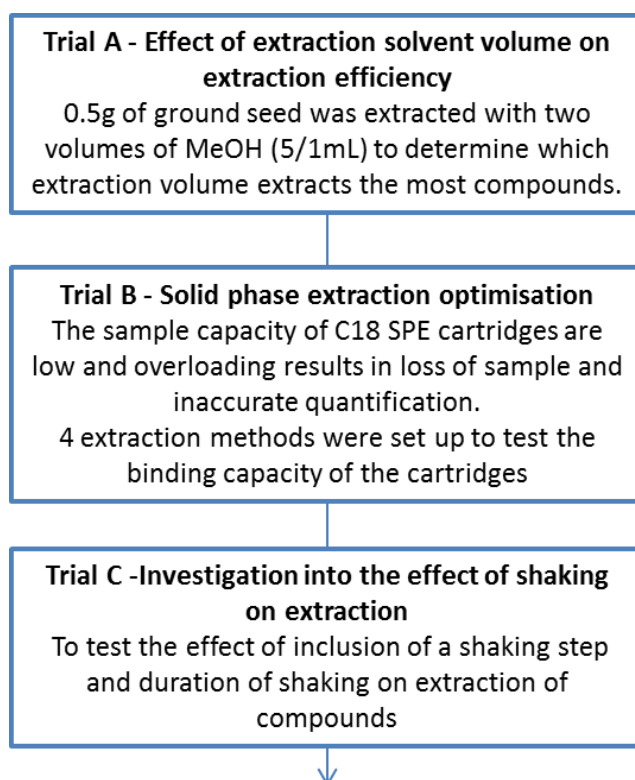 Trial A - Effect of extraction solvent volume on
extraction efficiency
0.5g of ground seed was extracted with two
volumes of MeOH (5/1mL) to determine which
extraction volume extracts the most compounds.
Trial B - Solid phase extraction optimisation
The sample capacity of C18 SPE cartridges are
low and overloading results in loss of sample and
inaccurate quantification.
4 extraction methods were set up to test the
binding capacity of the cartridges
Trial C -Investigation into the effect of shaking
on extraction
To test the effect of inclusion of a shaking step
and duration of shaking on extraction of
compounds